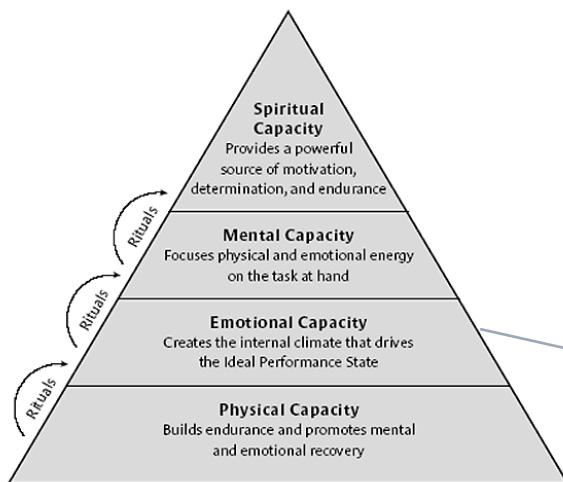 Spiritual
Capacity
Provides a powerful
source of motivation,
determination, and endurance
Rituals
Mental Capacity
Focuses physical and emotional energy
on the task at hand
Rituals
Emotional Capacity
Creates the internal climate that drives
the Ideal Performance State
Rituals
Physical Capacity
Builds endurance and promotes mental
and emotional recovery